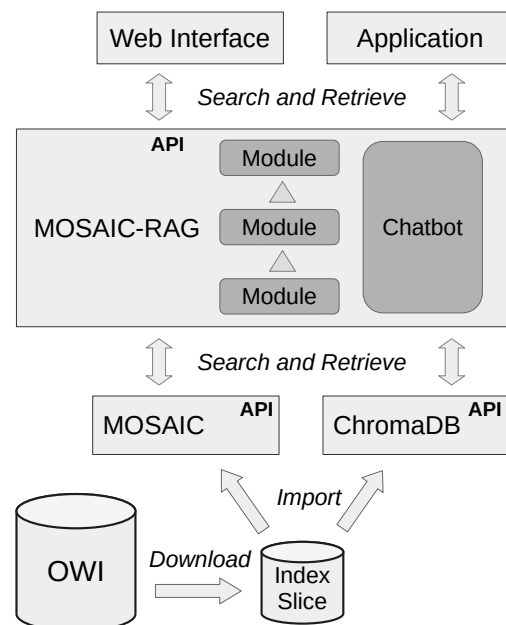 Web Interface
Application
Search and Retrieve
API
Module
MOSAIC-RAG
Module
Chatbot
Module
Search and Retrieve
API
MOSAIC
API
ChromaDB
Import
OWI
Download
Index
Slice